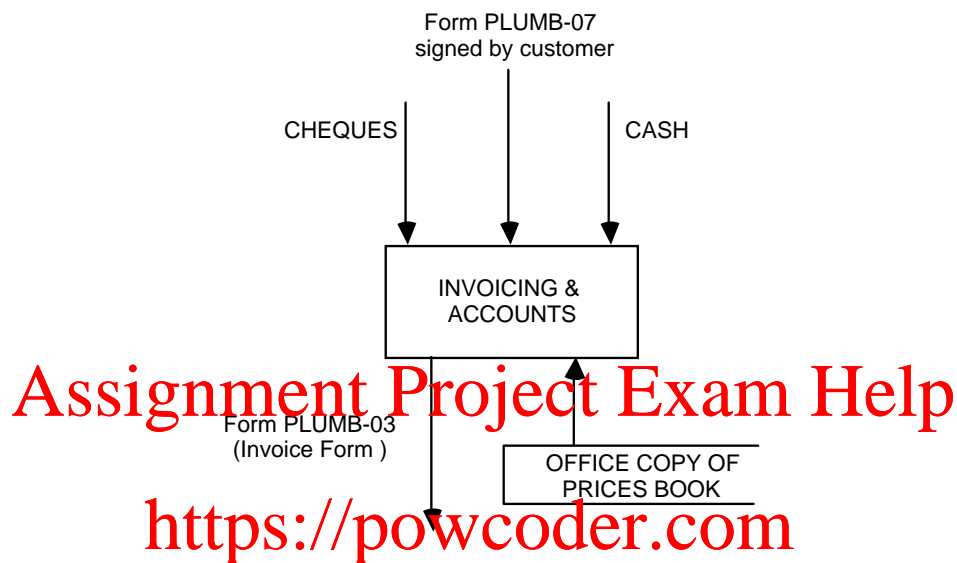 Form PLUMB-07
signed by customer
CHEQUES
CASH
INVOICING &
ACCOUNTS
Assignment Project Exam Help
Form PLUMB-03
(Invoice Form )
OFFICE COPY OF
PRICES BOOK
https://powcoder.com